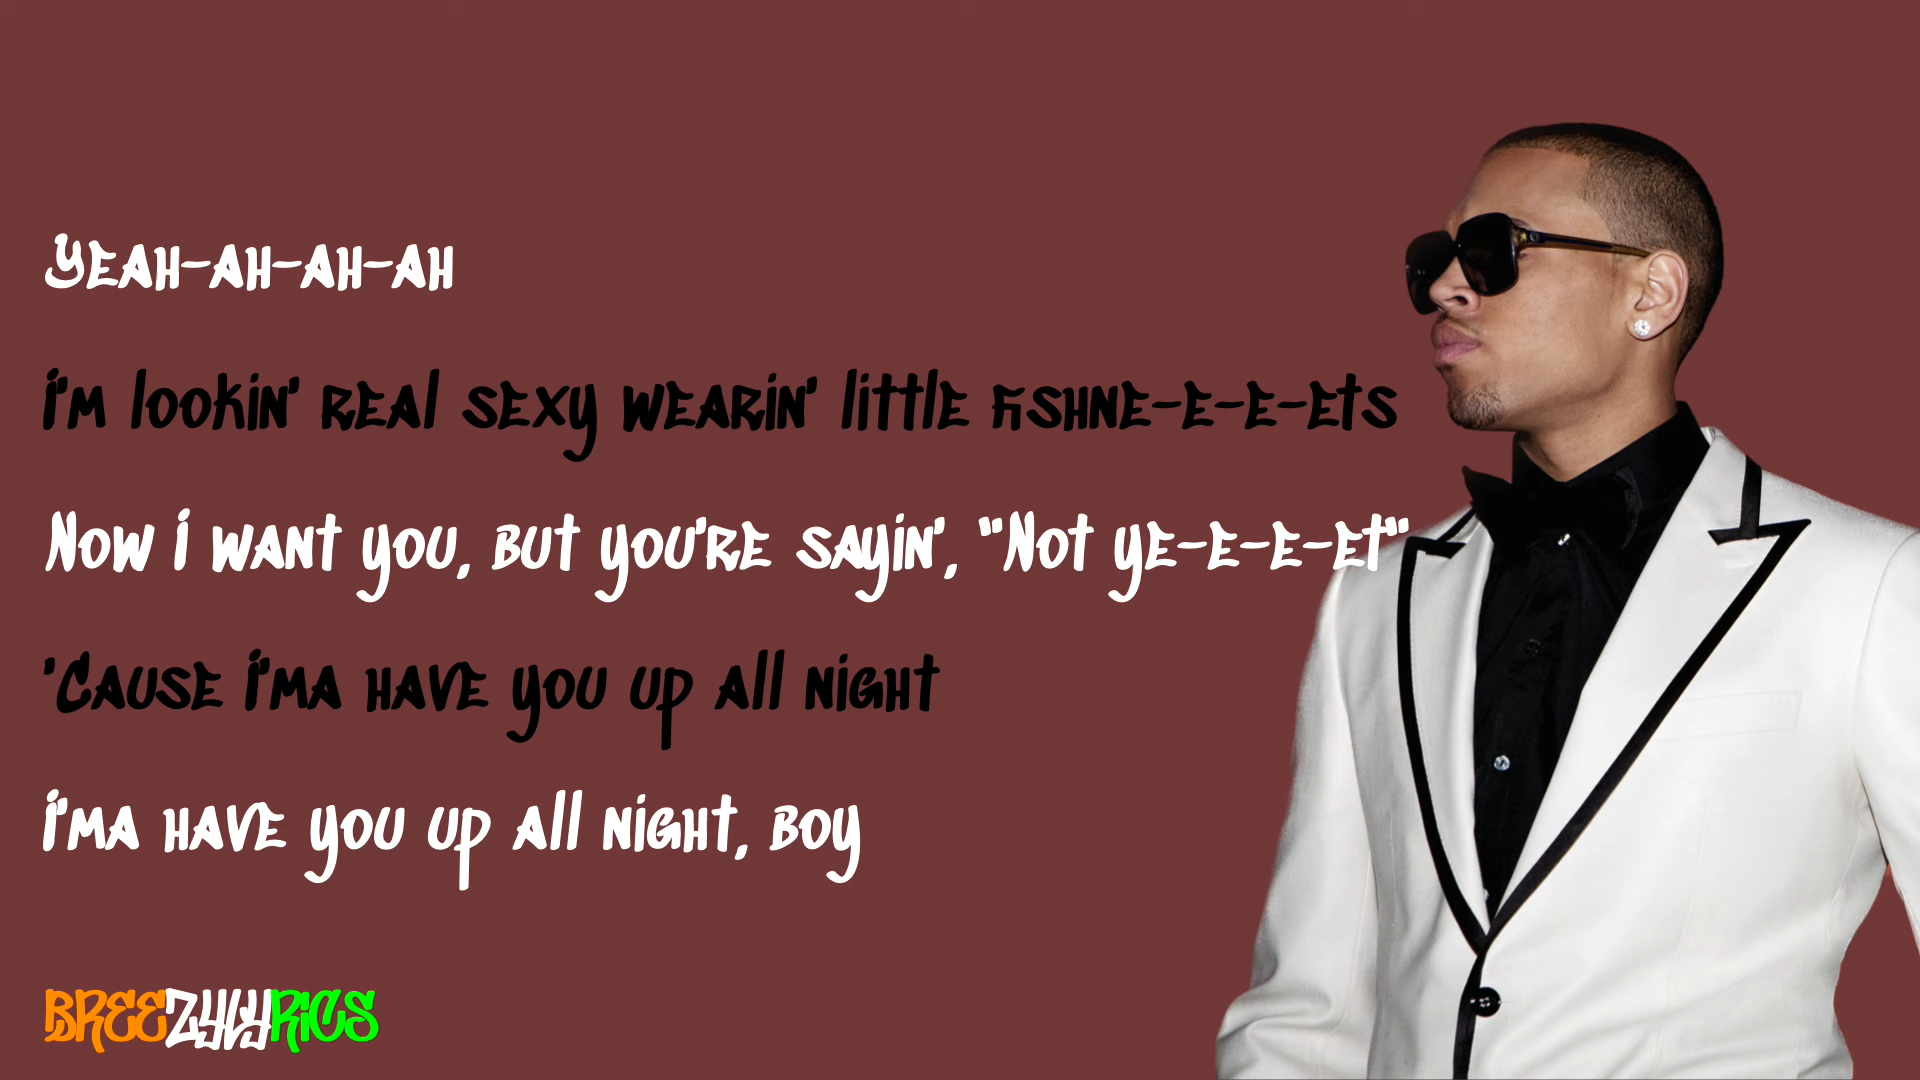 Yeah-ah-ah-ah
I'm lookin' real sexy wearin' little fishne-e-e-ets
Now I want you, but you're sayin', "Not ye-e-e-et"
'Cause I'ma have you up all night
I'ma have you up all night, boy
BREEZYLYRICS